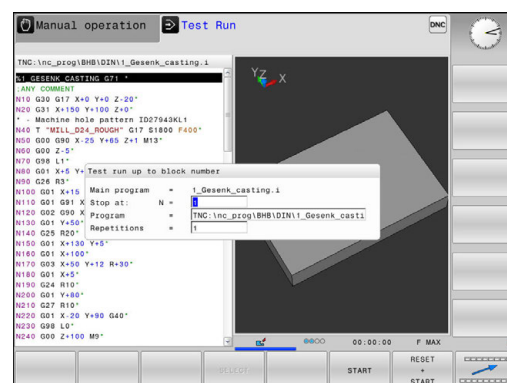 Manual operation
Test Run
DNC
TNC:\nc_prog\BHB\DIN\1_Gesenk_casting.i
%1_GESENK_CASTING G71 *
;ANY COMMENT
N10 G30 G17 X+0 Y+0 Z-20*
N20 G31 X+150 Y+100 Z+0*
* - Machine hole pattern ID27943KL1
N40 T "MILL_D24_ROUGH" G17 S1800 F400*
N50 G00 G90 X-25 Y+65 Z+1 M13*
N60 G00 Z-5*
N70 G98 L1*
N80 G01 X+5 Y+
N90 G26 R3*
N100 G01 X+15
N110 G01 G91 X
N120 G02 G90 X
N130 G01 Y+50*
N140 G25 R20*
N150 G01 X+130 Y+5*
N160 G01 X+100*
N170 G03 X+50 Y+12 R+30*
N180 G01 X+5*
N190 G24 R10*
N200 G01 Y+80*
N210 G27 R10*
N220 G01 X-20 Y+90 G40*
N230 G98 L0*
N240 G00 Z+100 M9*
YZ X
Test run up to block number
Main program = 1_Gesenk_casting.i
Stop at: N = 1
Program = TNC:\nc_prog\BHB\DIN\1_Gesenk_casti
Repetitions = 1
00:00:00 F MAX
SELECT
START
RESET
+
START